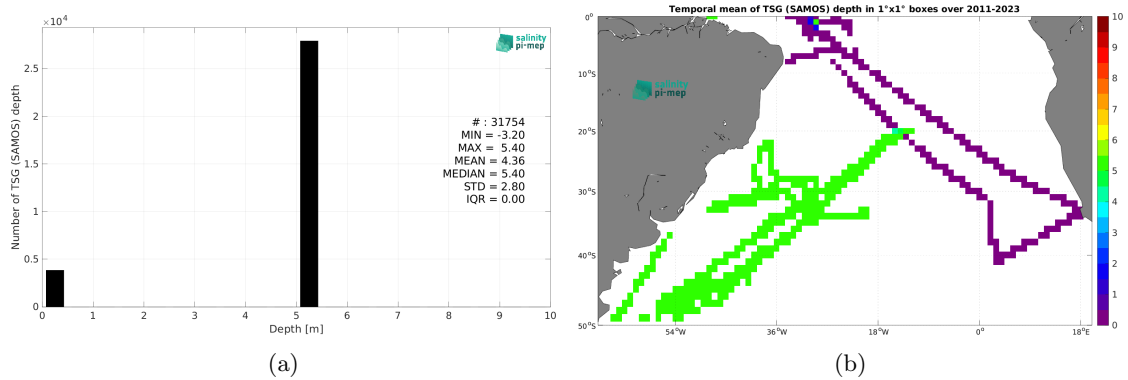 ×10⁴
2.5
2
1.5
1
0.5
0
Number of TSG (SAMOS) depth
salinity
pi-mep
# : 31754
MIN = -3.20
MAX = 5.40
MEAN = 4.36
MEDIAN = 5.40
STD = 2.80
IQR = 0.00
0 1 2 3 4 5 6 7 8 9 10
Depth [m]
(a)
Temporal mean of TSG (SAMOS) depth in 1°x1° boxes over 2011-2023
0°
10°S
20°S
30°S
40°S
50°S
salinity
pi-mep
54°W 36°W 18°W 0° 18°E
10
9
8
7
6
5
4
3
2
1
0
(b)